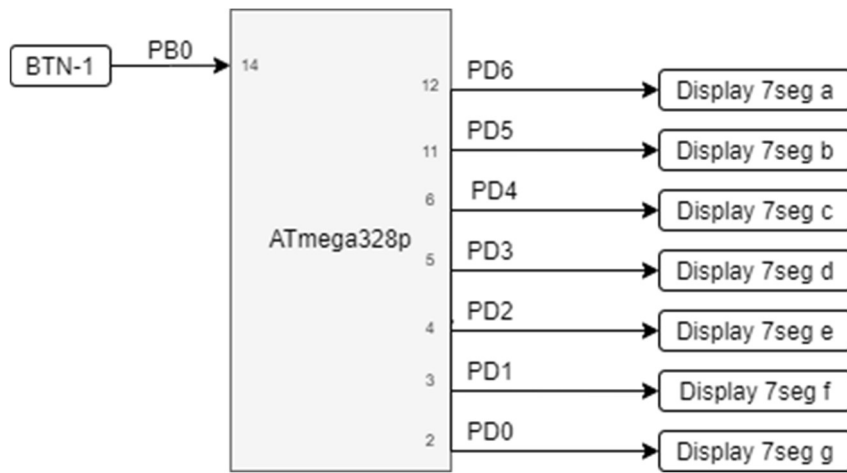 BTN-1
PB0
14
ATmega328p
12
PD6
Display 7seg a
11
PD5
Display 7seg b
6
PD4
Display 7seg c
5
PD3
Display 7seg d
4
PD2
Display 7seg e
3
PD1
Display 7seg f
2
PD0
Display 7seg g